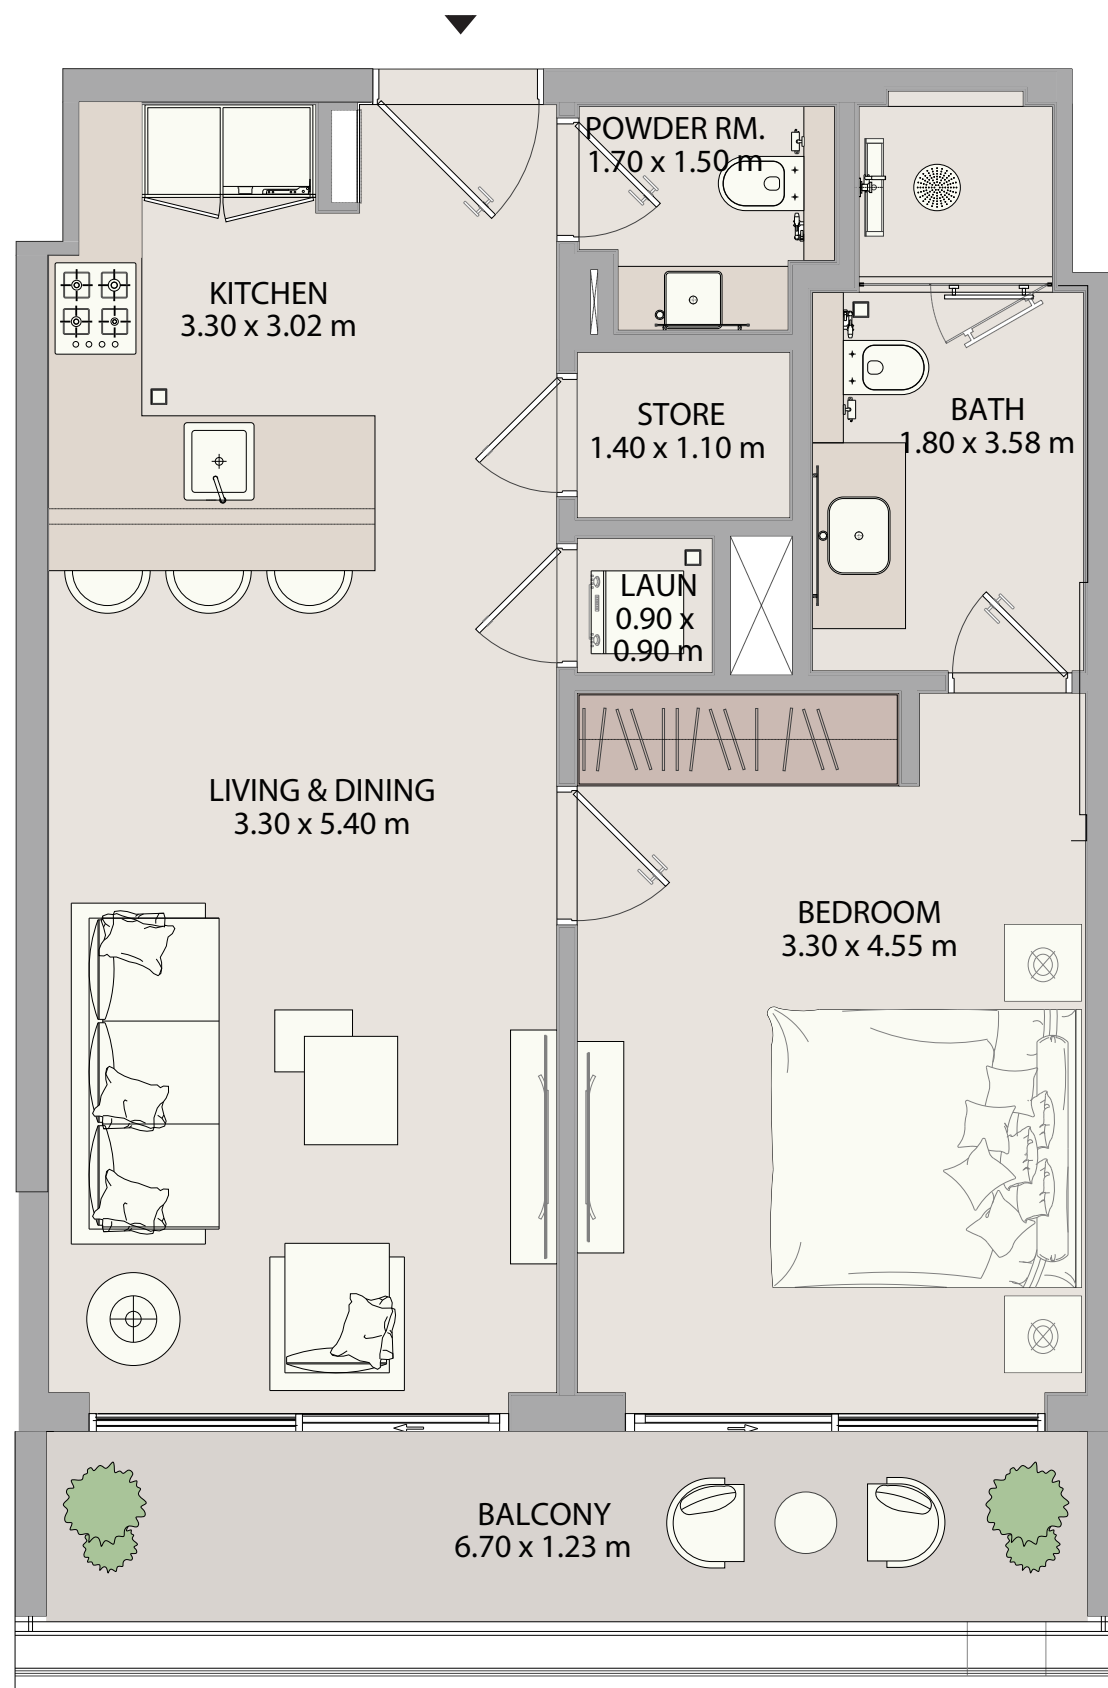 POWDER RM.
1.70 x 1.50 m
KITCHEN
3.30 x 3.02 m
STORE
1.40 x 1.10 m
BATH
1.80 x 3.58 m
LAUN
0.90 x
0.90 m
LIVING & DINING
3.30 x 5.40 m
BEDROOM
3.30 x 4.55 m
BALCONY
6.70 x 1.23 m